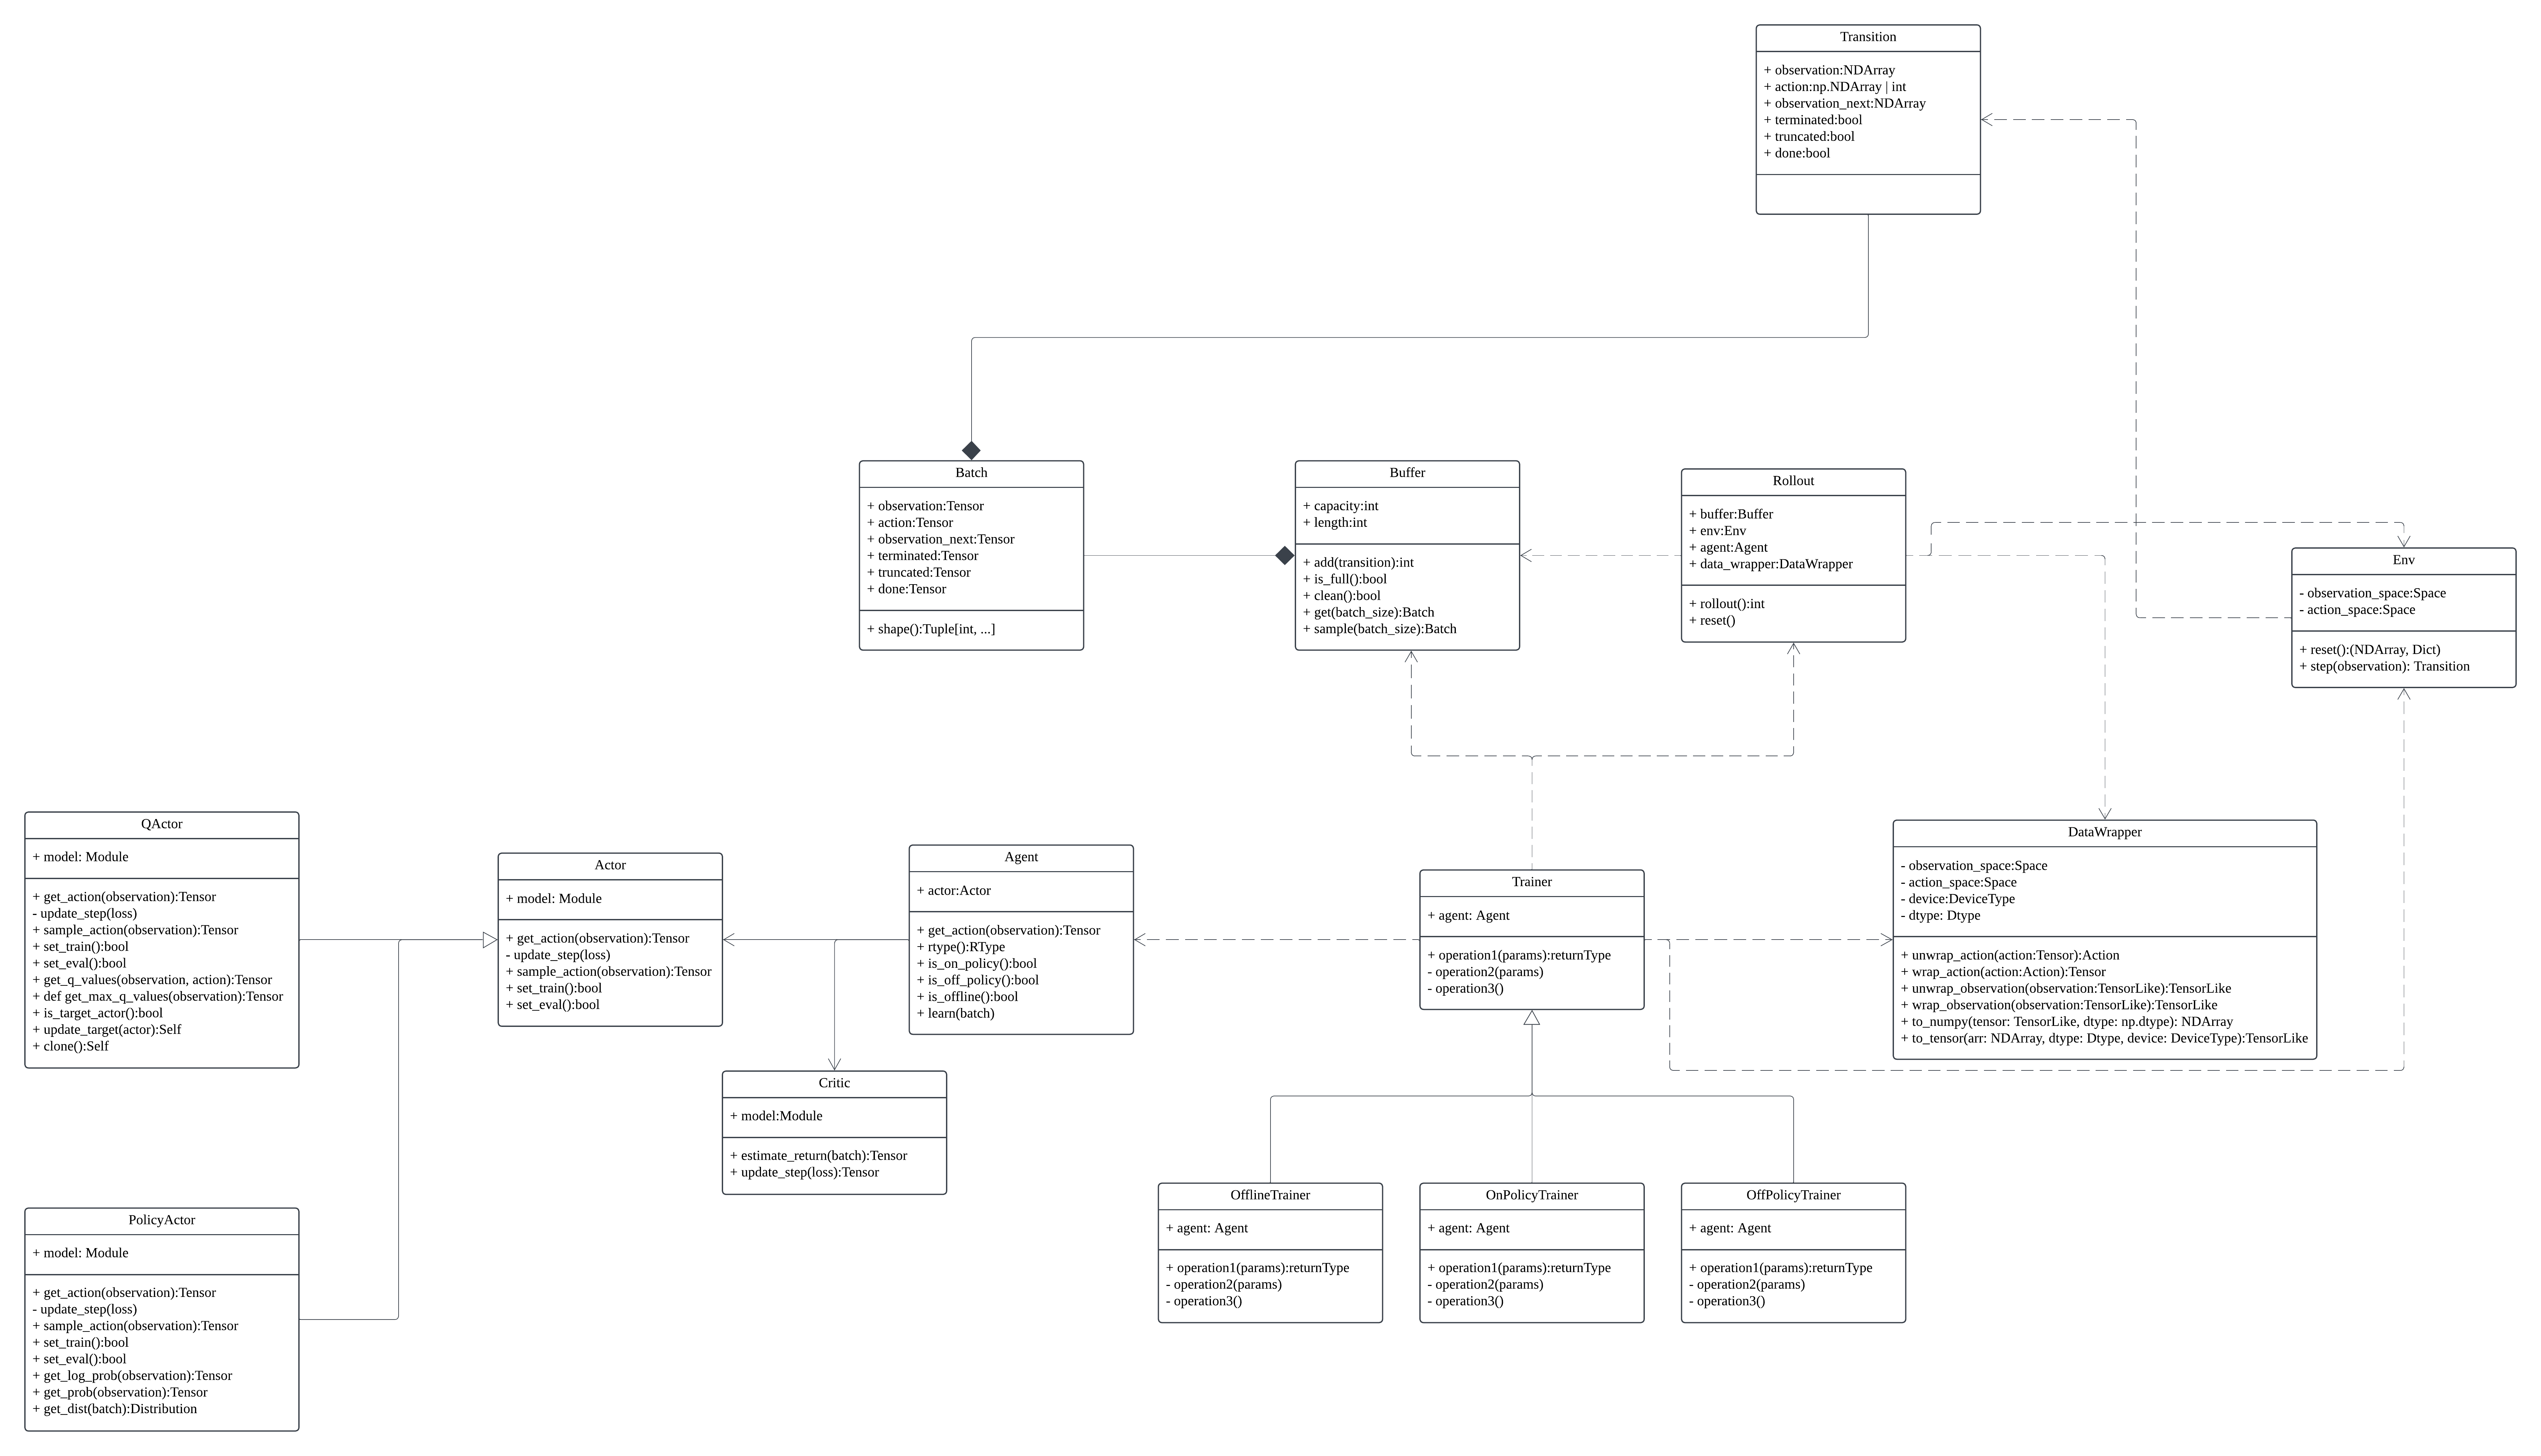 Transition
+ observation:NDArray
+ action:np.NDArray | int
+ observation_next:NDArray
+ terminated:bool
+ truncated:bool
+ done:bool
Batch
+ observation:Tensor
+ action:Tensor
+ observation_next:Tensor
+ terminated:Tensor
+ truncated:Tensor
+ done:Tensor
+ shape():Tuple[int, ...]
Buffer
+ capacity:int
+ length:int
+ add(transition):int
+ is_full():bool
+ clean():bool
+ get(batch_size):Batch
+ sample(batch_size):Batch
Rollout
+ buffer:Buffer
+ env:Env
+ agent:Agent
+ data_wrapper:DataWrapper
+ rollout():int
+ reset()
Env
- observation_space:Space
- action_space:Space
+ reset():(NDArray, Dict)
+ step(observation): Transition
QActor
+ model: Module
+ get_action(observation):Tensor
- update_step(loss)
+ sample_action(observation):Tensor
+ set_train():bool
+ set_eval():bool
+ get_q_values(observation, action):Tensor
+ def get_max_q_values(observation):Tensor
+ is_target_actor():bool
+ update_target(actor):Self
+ clone():Self
Actor
+ model: Module
+ get_action(observation):Tensor
- update_step(loss)
+ sample_action(observation):Tensor
+ set_train():bool
+ set_eval():bool
Agent
+ actor:Actor
+ get_action(observation):Tensor
+ rtype():RType
+ is_on_policy():bool
+ is_off_policy():bool
+ is_offline():bool
+ learn(batch)
Trainer
+ agent: Agent
+ operation1(params):returnType
- operation2(params)
- operation3()
DataWrapper
- observation_space:Space
- action_space:Space
- device:DeviceType
- dtype: Dtype
+ unwrap_action(action:Tensor):Action
+ wrap_action(action:Action):Tensor
+ unwrap_observation(observation:TensorLike):TensorLike
+ wrap_observation(observation:TensorLike):TensorLike
+ to_numpy(tensor: TensorLike, dtype: np.dtype): NDArray
+ to_tensor(arr: NDArray, dtype: Dtype, device: DeviceType):TensorLike
Critic
+ model:Module
+ estimate_return(batch):Tensor
+ update_step(loss):Tensor
PolicyActor
+ model: Module
+ get_action(observation):Tensor
- update_step(loss)
+ sample_action(observation):Tensor
+ set_train():bool
+ set_eval():bool
+ get_log_prob(observation):Tensor
+ get_prob(observation):Tensor
+ get_dist(batch):Distribution
OfflineTrainer
+ agent: Agent
+ operation1(params):returnType
- operation2(params)
- operation3()
OnPolicyTrainer
+ agent: Agent
+ operation1(params):returnType
- operation2(params)
- operation3()
OffPolicyTrainer
+ agent: Agent
+ operation1(params):returnType
- operation2(params)
- operation3()